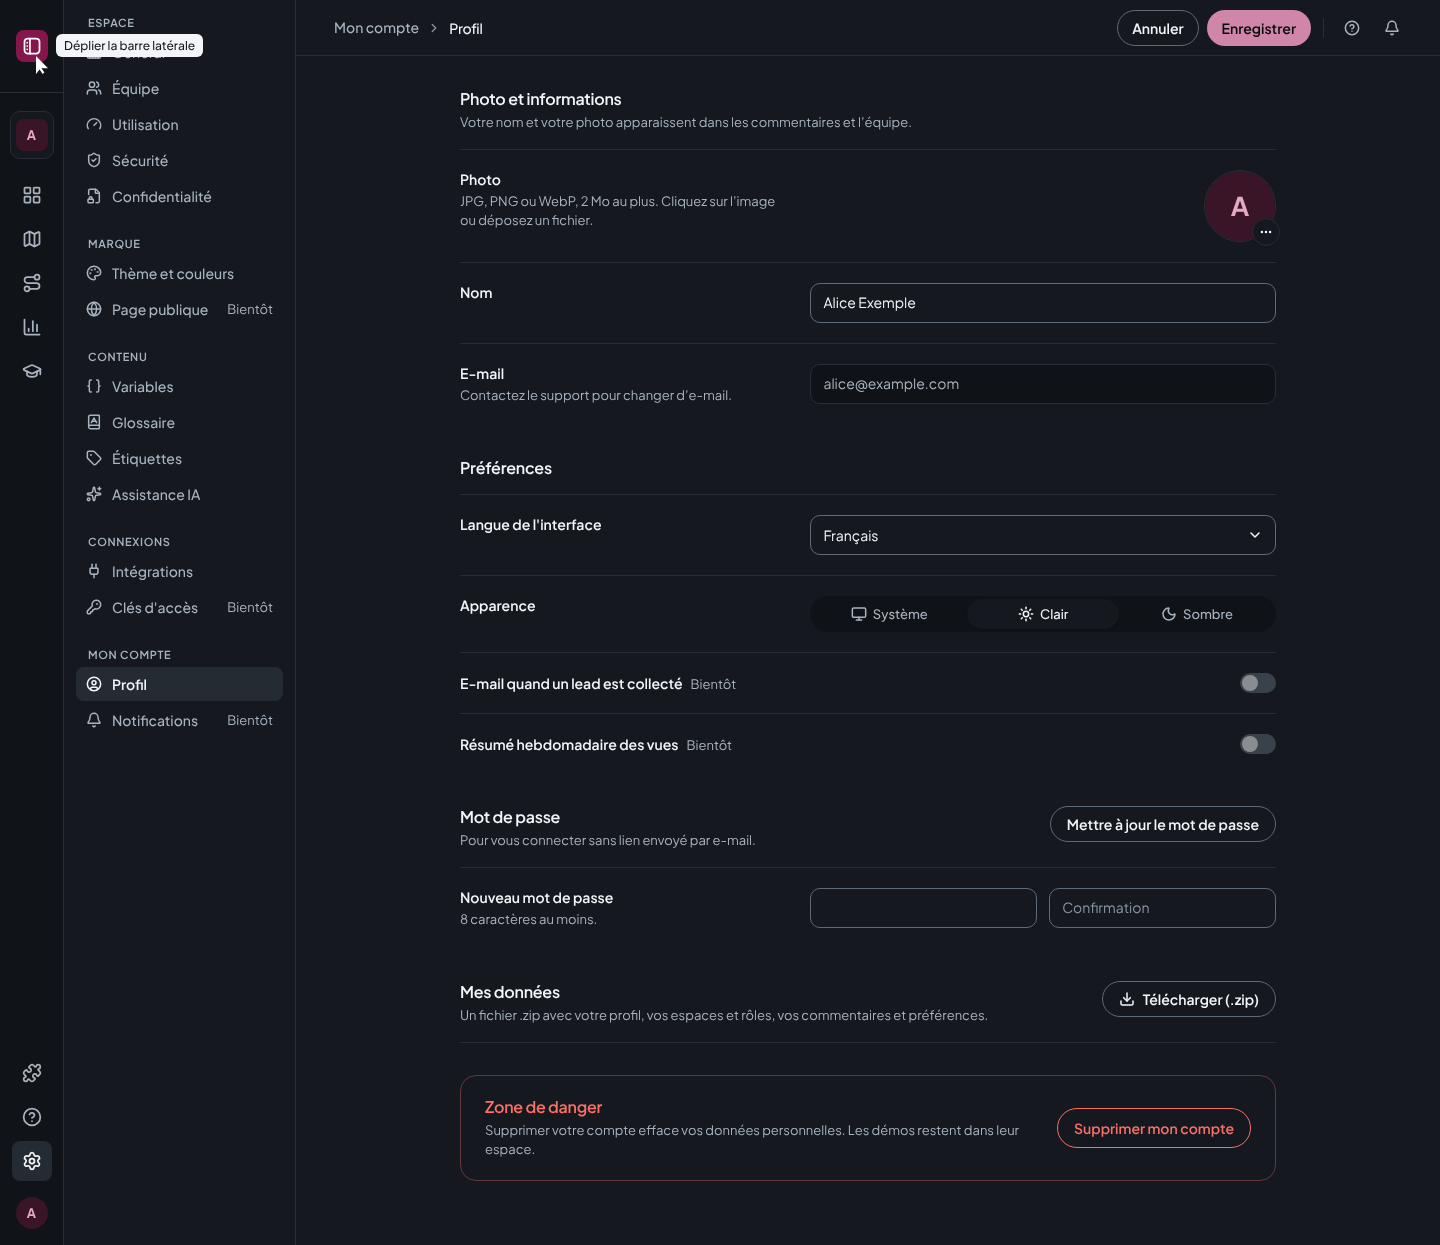 ESPACE
Déplier la barre latérale
A
Équipe
Utilisation
Sécurité
Confidentialité
MARQUE
Thème et couleurs
Page publique Bientôt
CONTENU
Variables
Glossaire
Étiquettes
Assistance IA
CONNEXIONS
Intégrations
Clés d'accès Bientôt
MON COMPTE
Profil
Notifications Bientôt
A
Mon compte > Profil
Annuler
Enregistrer
Photo et informations
Votre nom et votre photo apparaissent dans les commentaires et l'équipe.
Photo
JPG, PNG ou WebP, 2 Mo au plus. Cliquez sur l'image
ou déposez un fichier.
A
Nom
Alice Exemple
E-mail
Contactez le support pour changer d'e-mail.
alice@example.com
Préférences
Langue de l'interface
Français
Apparence
Système
Clair
Sombre
E-mail quand un lead est collecté Bientôt
Résumé hebdomadaire des vues Bientôt
Mot de passe
Pour vous connecter sans lien envoyé par e-mail.
Mettre à jour le mot de passe
Nouveau mot de passe
8 caractères au moins.
Confirmation
Mes données
Un fichier .zip avec votre profil, vos espaces et rôles, vos commentaires et préférences.
Télécharger (.zip)
Zone de danger
Supprimer votre compte efface vos données personnelles. Les démos restent dans leur
espace.
Supprimer mon compte